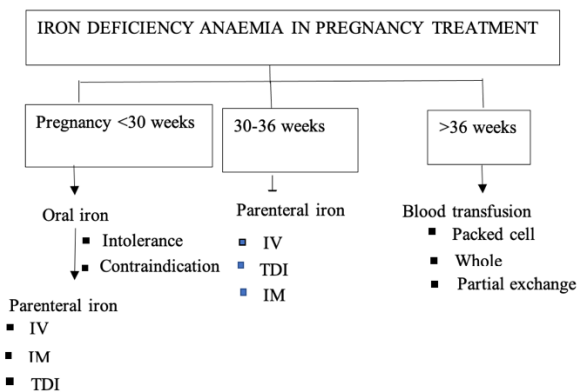 IRON DEFICIENCY ANAEMIA IN PREGNANCY TREATMENT
Pregnancy <30 weeks
30-36 weeks
>36 weeks
Oral iron
Intolerance
Contraindication
Parenteral iron
IV
IM
TDI
Parenteral iron
IV
TDI
IM
Blood transfusion
Packed cell
Whole
Partial exchange